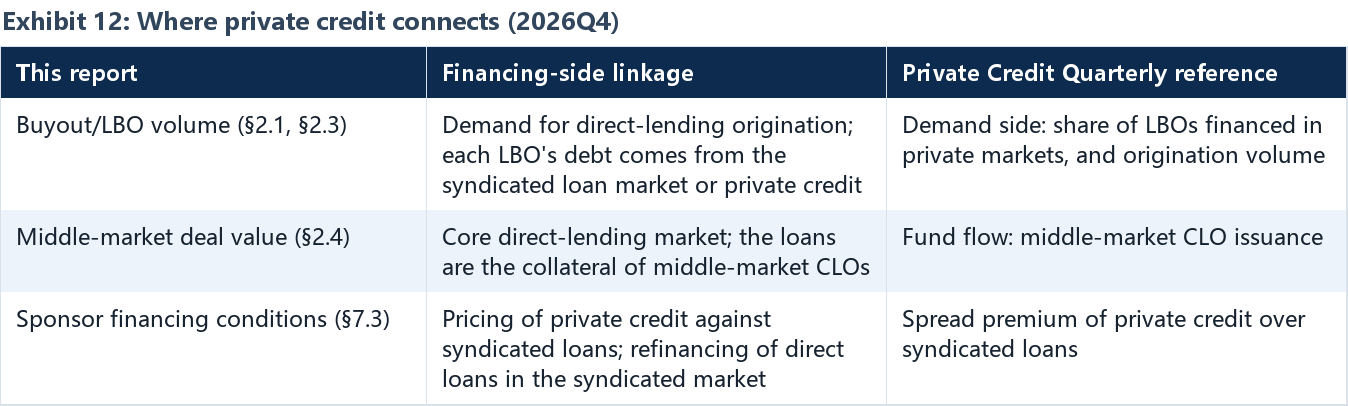 Exhibit 12: Where private credit connects (2026Q4)
This report
Financing-side linkage
Private Credit Quarterly reference
Buyout/LBO volume (§2.1, §2.3)
Demand for direct-lending origination;
each LBO's debt comes from the
syndicated loan market or private credit
Demand side: share of LBOs financed in
private markets, and origination volume
Middle-market deal value (§2.4)
Core direct-lending market; the loans
are the collateral of middle-market CLOs
Fund flow: middle-market CLO issuance
Sponsor financing conditions (§7.3)
Pricing of private credit against
syndicated loans; refinancing of direct
loans in the syndicated market
Spread premium of private credit over
syndicated loans